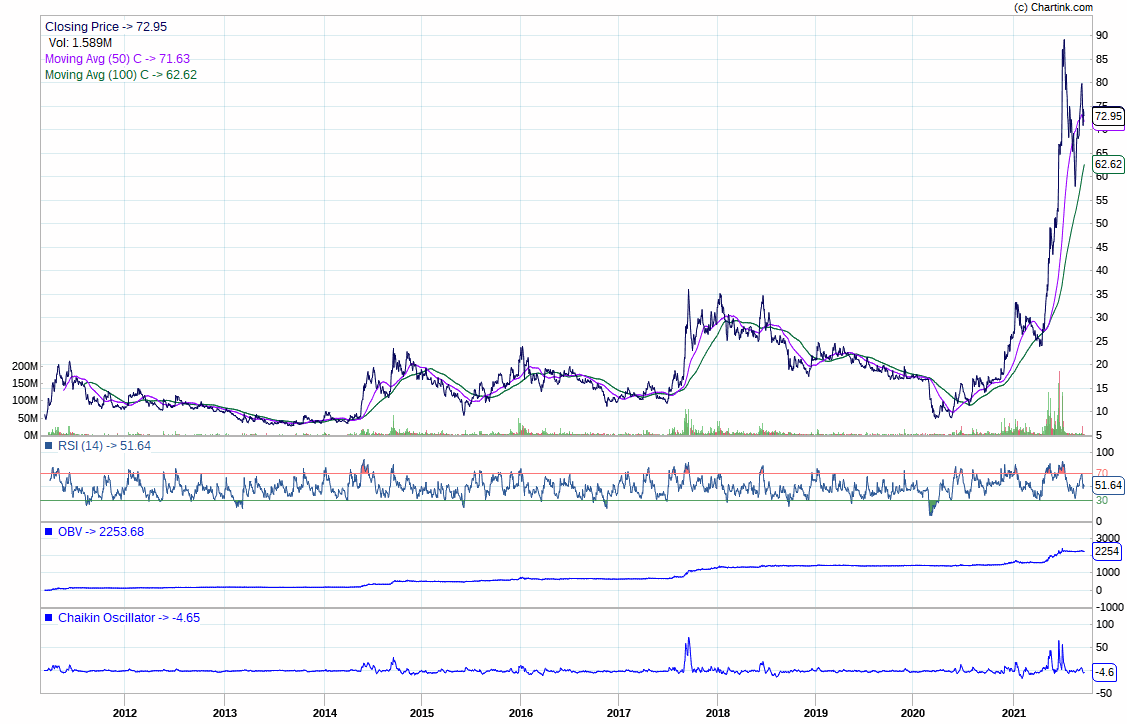 (c) Chartink.com
Closing Price -> 72.95
Vol: 1.589M
Moving Avg (50) C -> 71.63
Moving Avg (100) C -> 62.62
90
85
80
75
72.95
70
65
62.62
60
55
50
45
40
35
30
25
20
15
10
5
200M
150M
100M
50M
0M
RSI (14) -> 51.64
100
70
51.64
30
0
OBV -> 2253.68
3000
2254
1000
0
-1000
Chaikin Oscillator -> -4.65
100
50
-4.6
-50
2012 2013 2014 2015 2016 2017 2018 2019 2020 2021